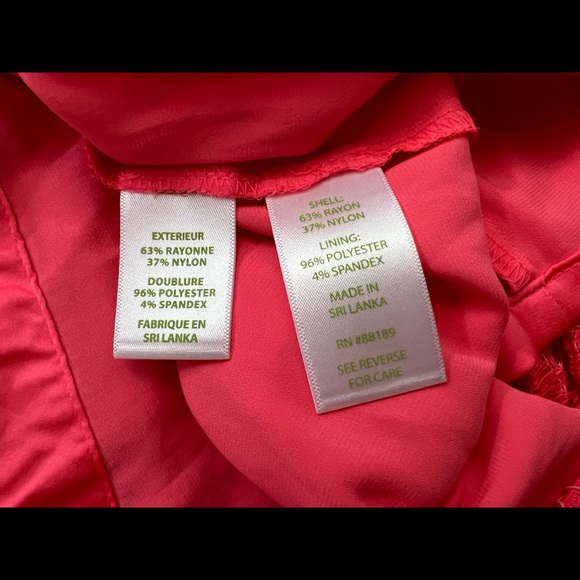 EXTERIEUR
63% RAYONNE
37% NYLON
DOUBLURE
96% POLYESTER
4% SPANDEX
FABRIQUE EN
SRI LANKA
SHELL:
63% RAYON
37% NYLON
LINING:
96% POLYESTER
4% SPANDEX
MADE IN
SRI LANKA
RN #88189
SEE REVERSE
FOR CARE